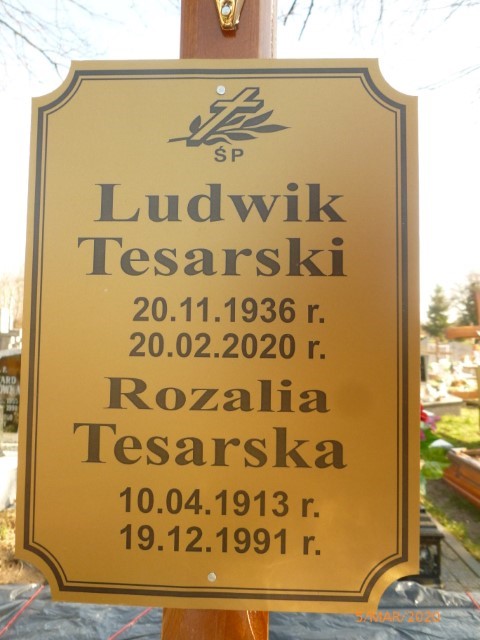 ŚP
Ludwik
Tesarski
20.11.1936 r.
20.02.2020 r.
Rozalia
Tesarska
10.04.1913 r.
19.12.1991 r.